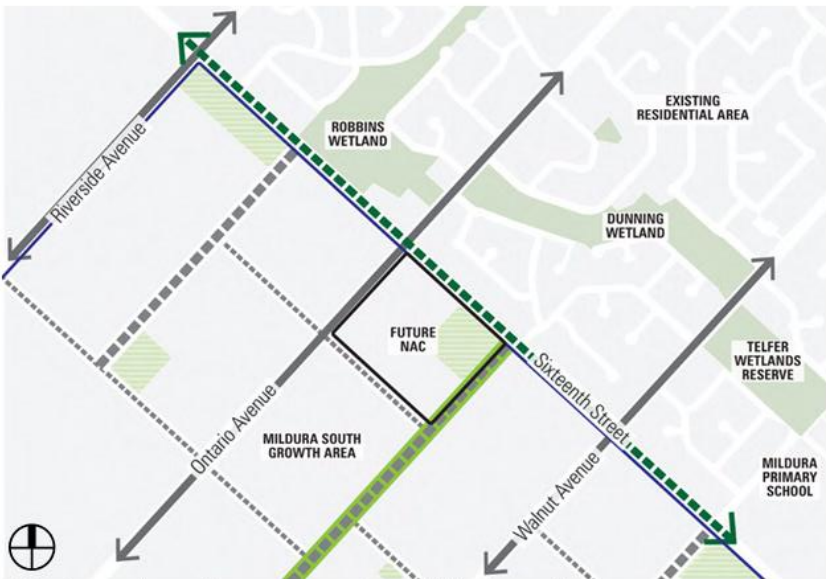 EXISTING
RESIDENTIAL AREA
ROBBINS
WETLAND
Riverside Avenue
DUNNING
WETLAND
FUTURE
NAC
TELFER
WETLANDS
RESERVE
Sixteenth Street
Ontario Avenue
MILDURA SOUTH
GROWTH AREA
Walnut Avenue
MILDURA
PRIMARY
SCHOOL